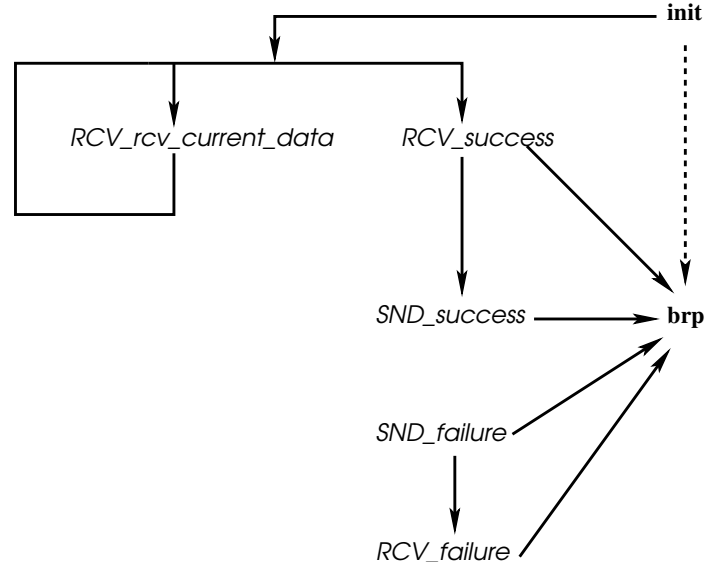 init
RCV_rcv_current_data
RCV_success
SND_success
brp
SND_failure
RCV_failure